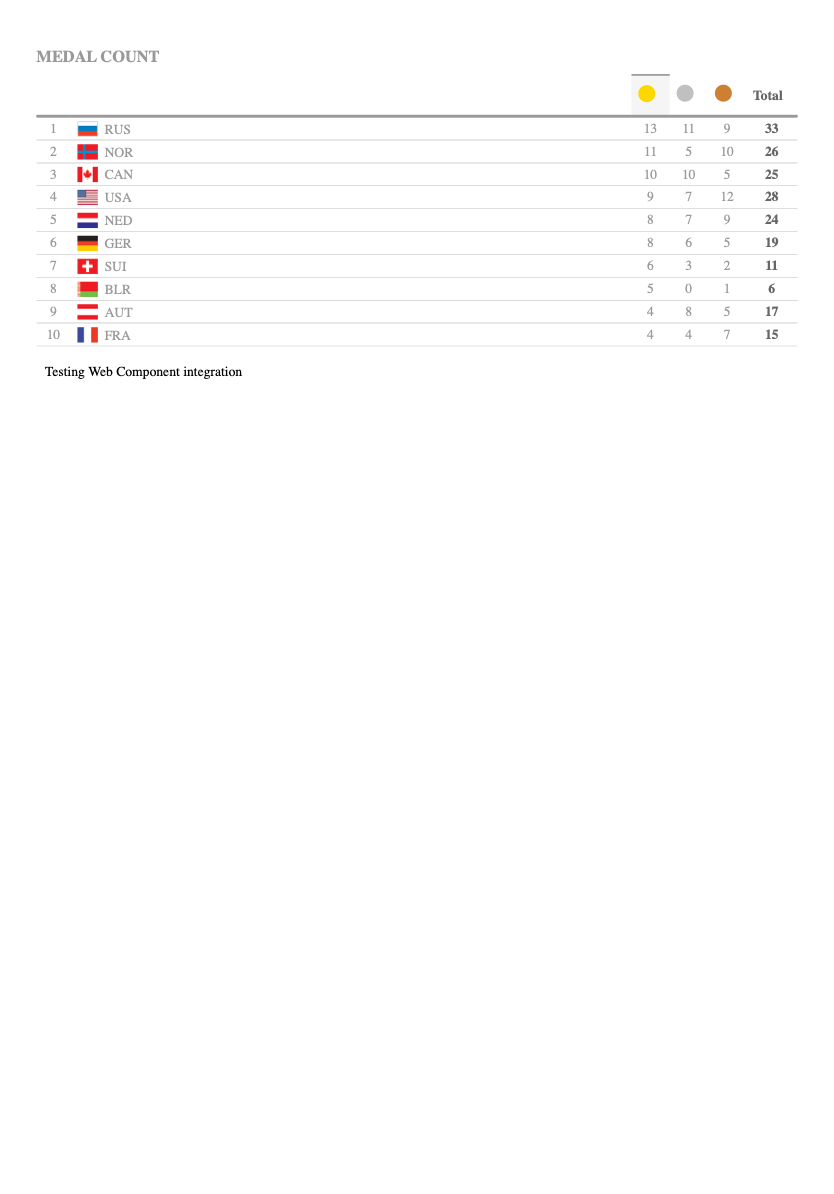 MEDAL COUNT
Total
1 RUS 13 11 9 33
2 NOR 11 5 10 26
3 CAN 10 10 5 25
4 USA 9 7 12 28
5 NED 8 7 9 24
6 GER 8 6 5 19
7 SUI 6 3 2 11
8 BLR 5 0 1 6
9 AUT 4 8 5 17
10 FRA 4 4 7 15
Testing Web Component integration